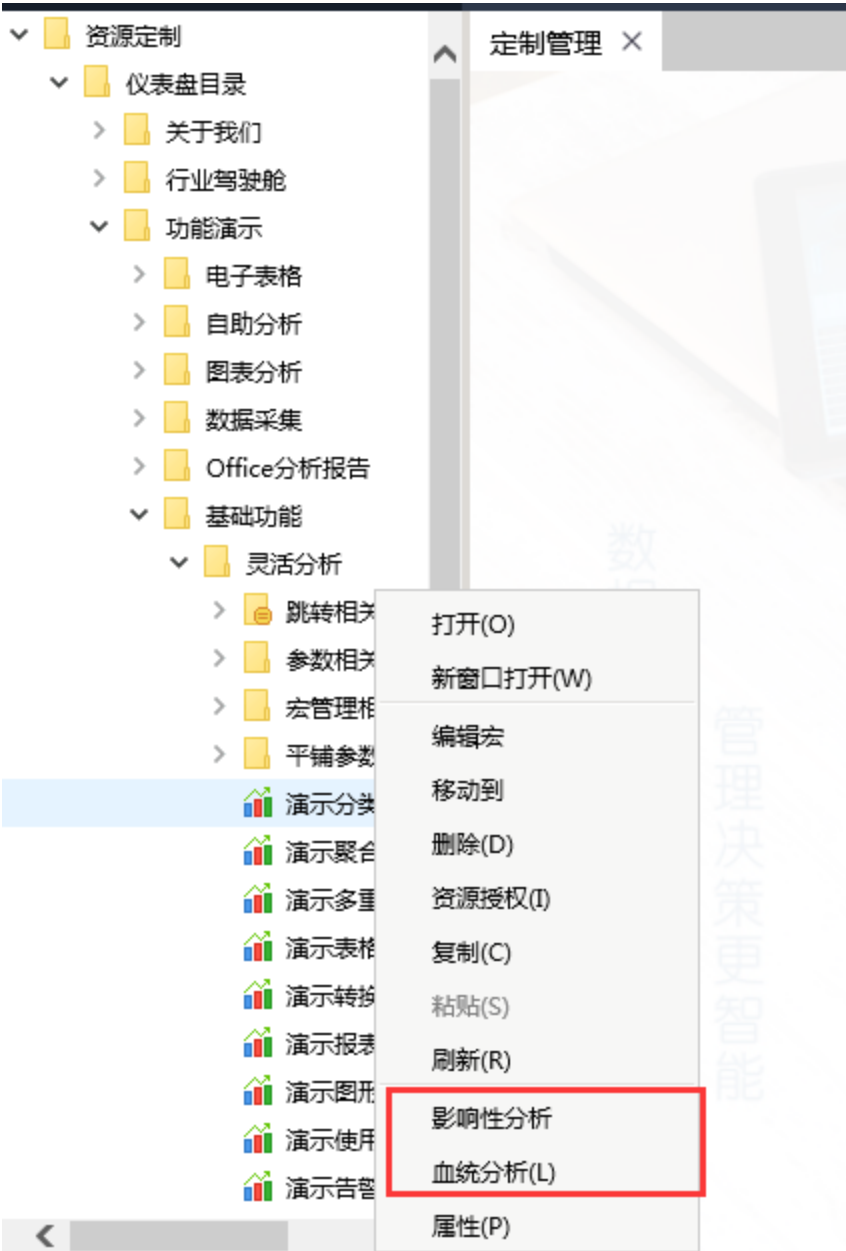 资源定制
仪表盘目录
关于我们
行业驾驶舱
功能演示
电子表格
自助分析
图表分析
数据采集
Office分析报告
基础功能
灵活分析
跳转相关
参数相关
宏管理相
平铺参数
演示分类
演示聚合
演示多重
演示表格
演示转换
演示报表
演示图形
演示使用
演示告警
定制管理
打开(O)
新窗口打开(W)
编辑宏
移动到
删除(D)
资源授权(I)
复制(C)
粘贴(S)
刷新(R)
影响性分析
血统分析(L)
属性(P)
数
管理决策更智能